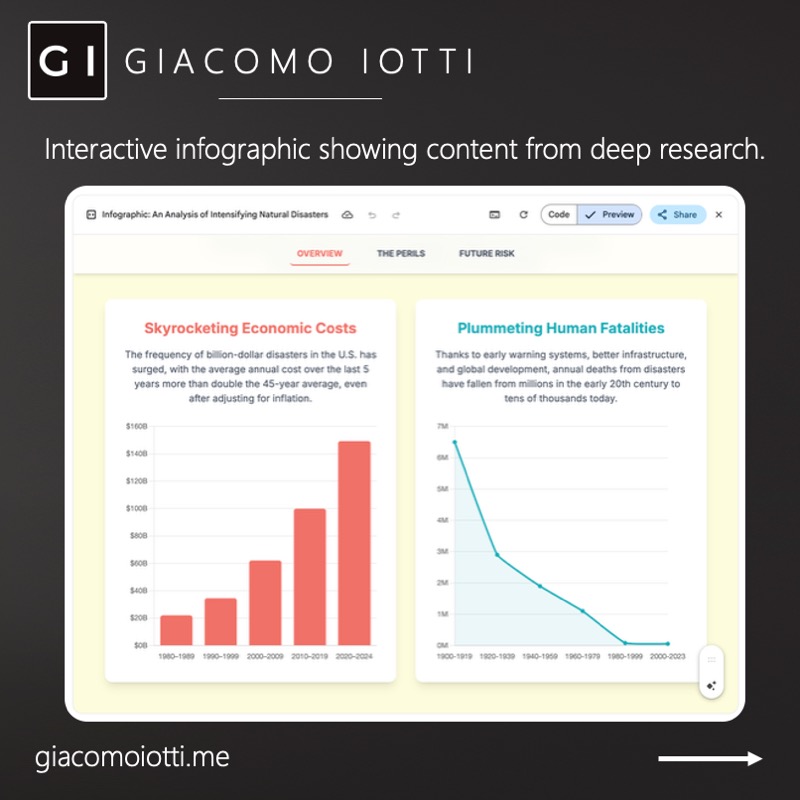 GI GIACOMO IOTTI
Interactive infographic showing content from deep research.
Infographic: An Analysis of Intensifying Natural Disasters
Code Preview Share
OVERVIEW THE PERILS FUTURE RISK
Skyrocketing Economic Costs
The frequency of billion-dollar disasters in the U.S. has
surged, with the average annual cost over the last 5
years more than double the 45-year average, even
after adjusting for inflation.
$160B
$140B
$120B
$100B
$80B
$60B
$40B
$20B
$0B
1980–1989 1990–1999 2000–2009 2010–2019 2020–2024
Plummeting Human Fatalities
Thanks to early warning systems, better infrastructure,
and global development, annual deaths from disasters
have fallen from millions in the early 20th century to
tens of thousands today.
7M
6M
5M
4M
3M
2M
1M
0M
1900-1919 1920-1939 1940-1959 1960-1979 1980-1999 2000-2023
giacomoiotti.me